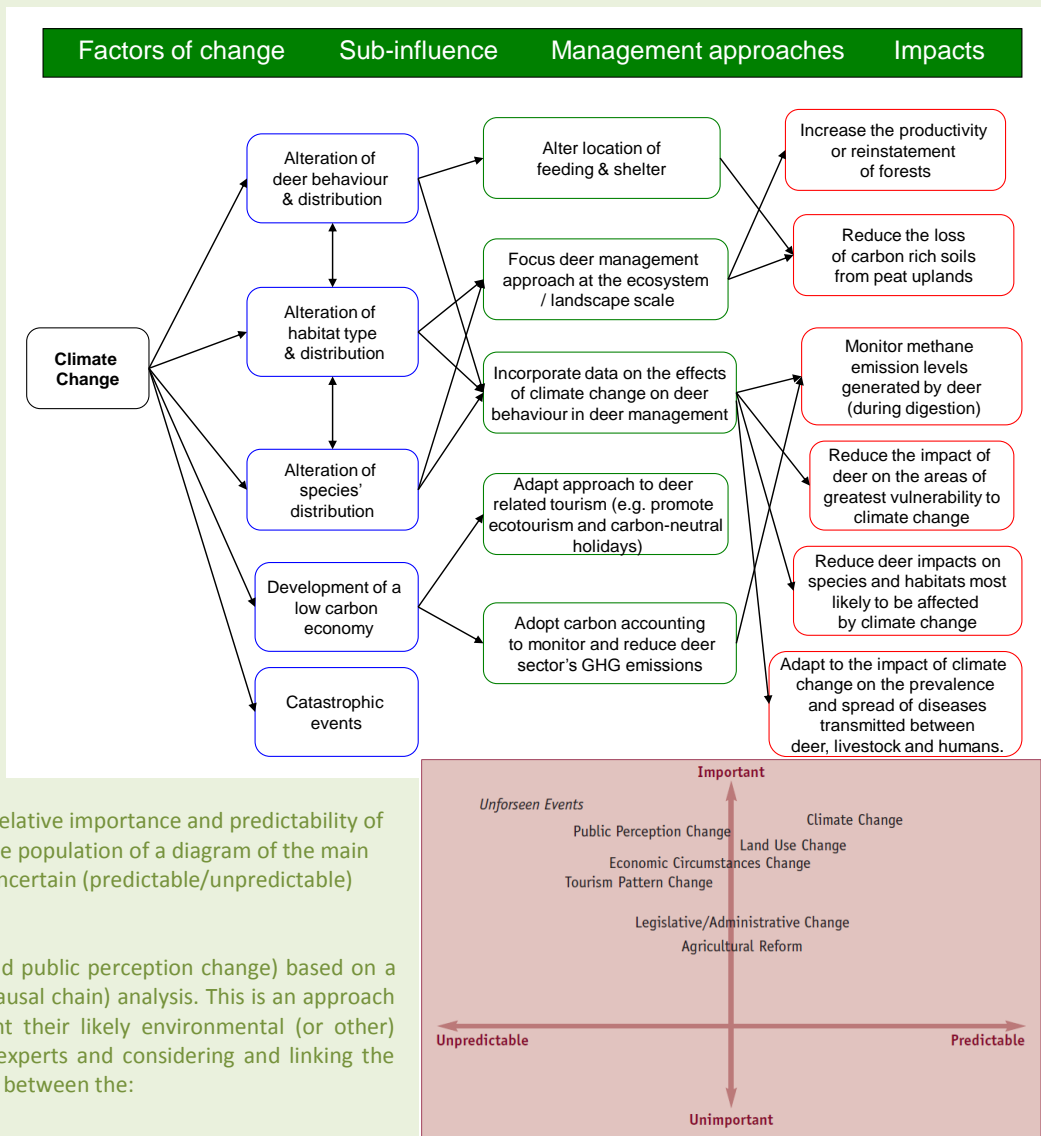 Factors of change Sub-influence Management approaches Impacts
Climate
Change
Alteration of
deer behaviour
& distribution
Alteration of
habitat type
& distribution
Alteration of
species'
distribution
Development of a
low carbon
economy
Catastrophic
events
Alter location of
feeding & shelter
Focus deer management
approach at the ecosystem
/ landscape scale
Incorporate data on the effects
of climate change on deer
behaviour in deer management
Adapt approach to deer
related tourism (e.g. promote
ecotourism and carbon-neutral
holidays)
Adopt carbon accounting
to monitor and reduce deer
sector's GHG emissions
Increase the productivity
or reinstatement
of forests
Reduce the loss
of carbon rich soils
from peat uplands
Monitor methane
emission levels
generated by deer
(during digestion)
Reduce the impact of
deer on the areas of
greatest vulnerability to
climate change
Reduce deer impacts on
species and habitats most
likely to be affected
by climate change
Adapt to the impact of climate
change on the prevalence
and spread of diseases
transmitted between
deer, livestock and humans.
elative importance and predictability of
e population of a diagram of the main
ncertain (predictable/unpredictable)
d public perception change) based on a
ausal chain) analysis. This is an approach
nt their likely environmental (or other)
experts and considering and linking the
between the:
Important
Unforseen Events
Climate Change
Public Perception Change
Land Use Change
Economic Circumstances Change
Tourism Pattern Change
Legislative/Administrative Change
Agricultural Reform
Unpredictable
Predictable
Unimportant